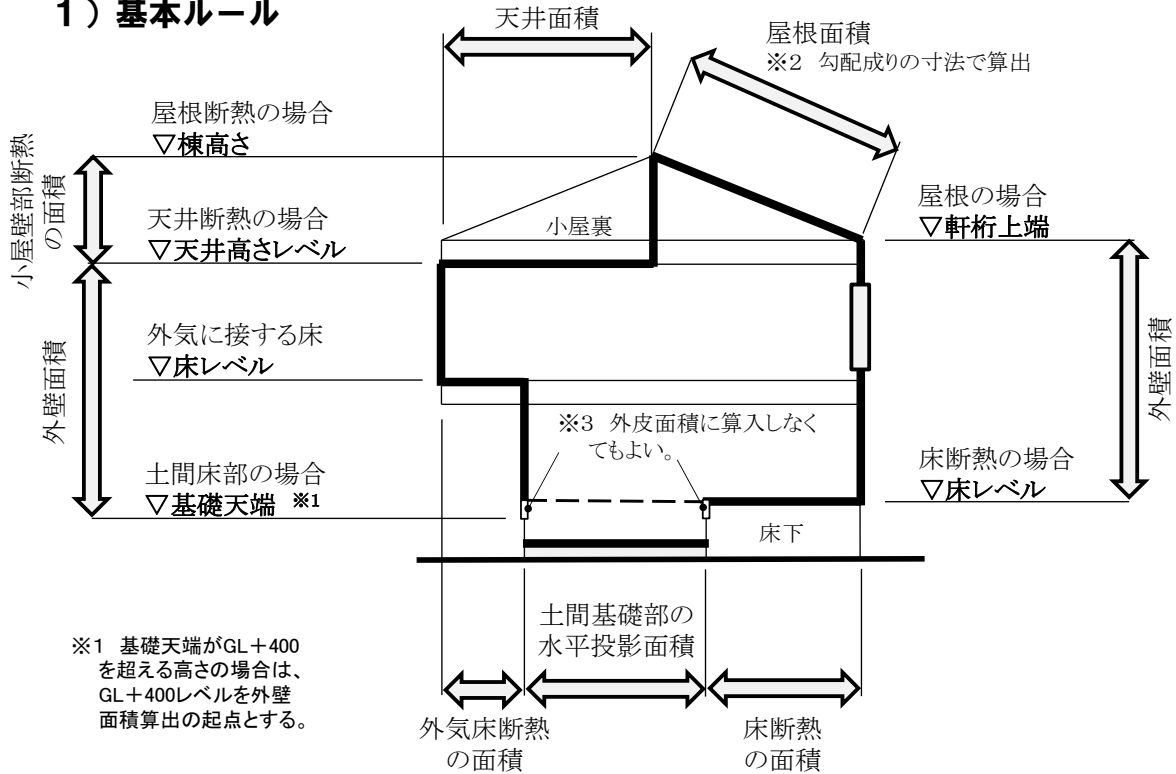 1）基本ルール
天井面積
屋根面積
※2 勾配成りの寸法で算出
屋根断熱の場合
▽棟高さ
小屋壁部断熱
の面積
天井断熱の場合
▽天井高さレベル
小屋裏
屋根の場合
▽軒桁上端
外壁面積
外気に接する床
▽床レベル
外壁面積
※3 外皮面積に算入しなく
てもよい。
土間床部の場合
▽基礎天端 ※1
床断熱の場合
▽床レベル
床下
土間基礎部の
水平投影面積
※1 基礎天端がGL＋400
を超える高さの場合は、
GL＋400レベルを外壁
面積算出の起点とする。
外気床断熱
の面積
床断熱
の面積